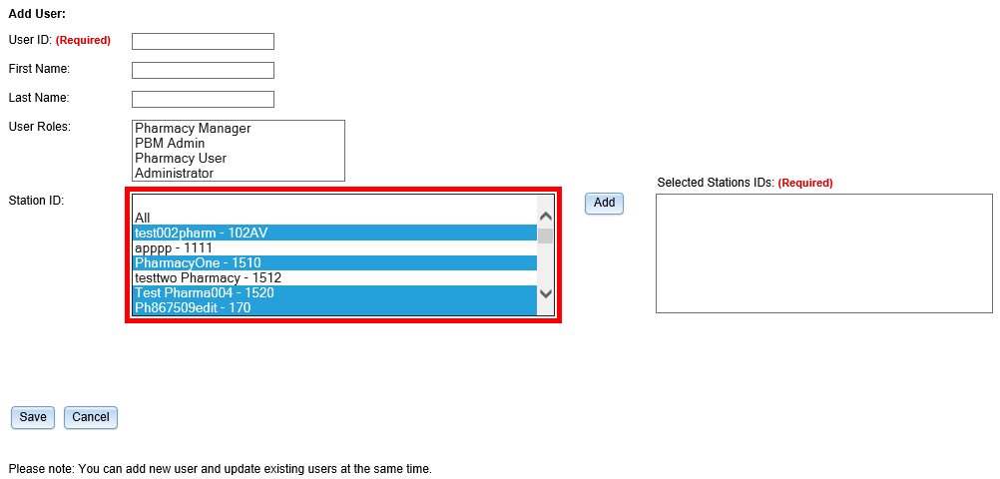 Add User:
User ID: (Required)
First Name:
Last Name:
User Roles:
Pharmacy Manager
PBM Admin
Pharmacy User
Administrator
Station ID:
All
test002pharm - 102AV
apppp - 1111
PharmacyOne - 1510
testtwo Pharmacy - 1512
Test Pharma004 - 1520
Ph867509edit - 170
Add
Selected Stations IDs: (Required)
Save Cancel
Please note: You can add new user and update existing users at the same time.